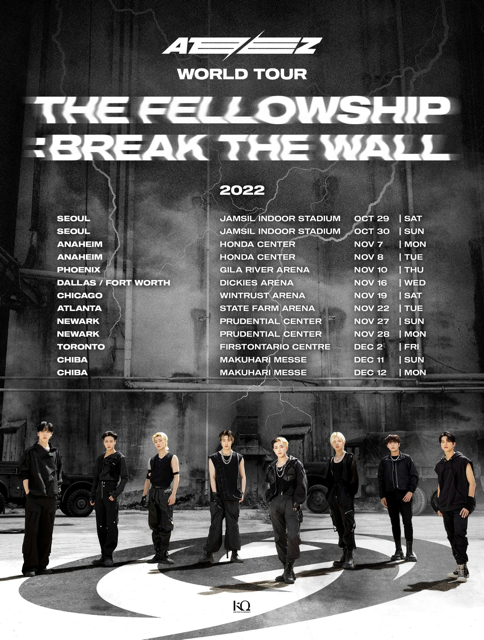 ATEEZ
WORLD TOUR
THE FELLOWSHIP
:BREAK THE WALL
2022
SEOUL JAMSIL INDOOR STADIUM OCT 29 | SAT
SEOUL JAMSIL INDOOR STADIUM OCT 30 | SUN
ANAHEIM HONDA CENTER NOV 7 | MON
ANAHEIM HONDA CENTER NOV 8 | TUE
PHOENIX GILA RIVER ARENA NOV 10 | THU
DALLAS / FORT WORTH DICKIES ARENA NOV 16 | WED
CHICAGO WINTRUST ARENA NOV 19 | SAT
ATLANTA STATE FARM ARENA NOV 22 | TUE
NEWARK PRUDENTIAL CENTER NOV 27 | SUN
NEWARK PRUDENTIAL CENTER NOV 28 | MON
TORONTO FIRSTONTARIO CENTRE DEC 2 | FRI
CHIBA MAKUHARI MESSE DEC 11 | SUN
CHIBA MAKUHARI MESSE DEC 12 | MON
KQ